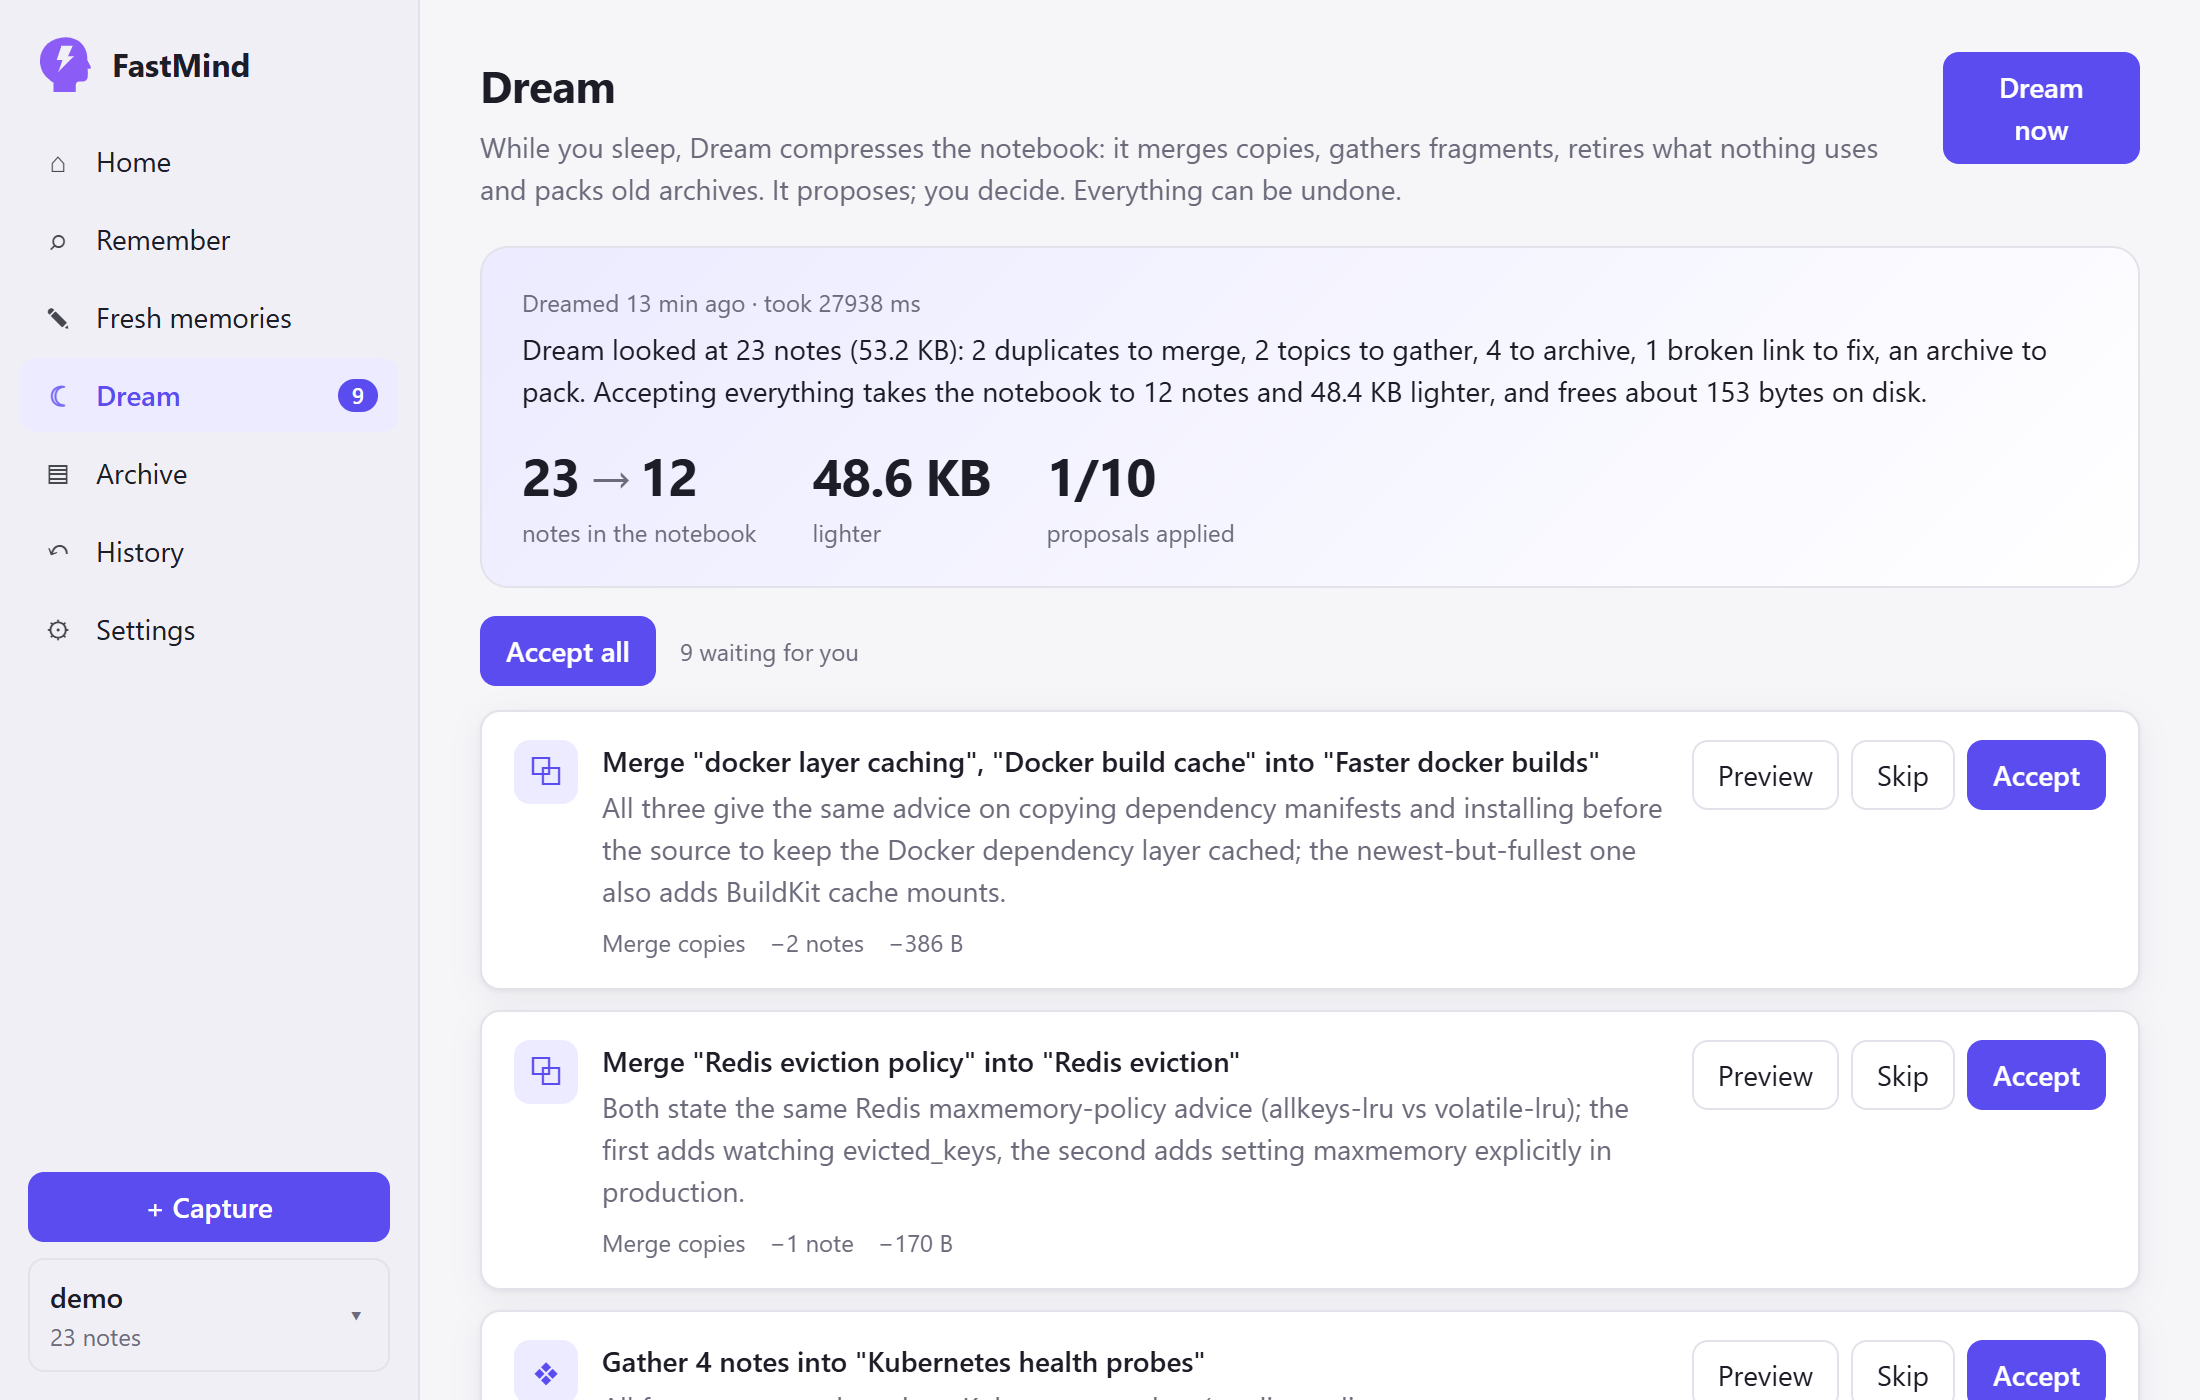 FastMind
Home
Remember
Fresh memories
Dream
9
Archive
History
Settings
+ Capture
demo
23 notes
Dream
While you sleep, Dream compresses the notebook: it merges copies, gathers fragments, retires what nothing uses
and packs old archives. It proposes; you decide. Everything can be undone.
Dream
now
Dreamed 13 min ago · took 27938 ms
Dream looked at 23 notes (53.2 KB): 2 duplicates to merge, 2 topics to gather, 4 to archive, 1 broken link to fix, an archive to
pack. Accepting everything takes the notebook to 12 notes and 48.4 KB lighter, and frees about 153 bytes on disk.
23 → 12
notes in the notebook
48.6 KB
lighter
1/10
proposals applied
Accept all
9 waiting for you
Merge "docker layer caching", "Docker build cache" into "Faster docker builds"
All three give the same advice on copying dependency manifests and installing before
the source to keep the Docker dependency layer cached; the newest-but-fullest one
also adds BuildKit cache mounts.
Merge copies −2 notes −386 B
Preview
Skip
Accept
Merge "Redis eviction policy" into "Redis eviction"
Both state the same Redis maxmemory-policy advice (allkeys-lru vs volatile-lru); the
first adds watching evicted_keys, the second adds setting maxmemory explicitly in
production.
Merge copies −1 note −170 B
Preview
Skip
Accept
Gather 4 notes into "Kubernetes health probes"
Preview
Skip
Accept